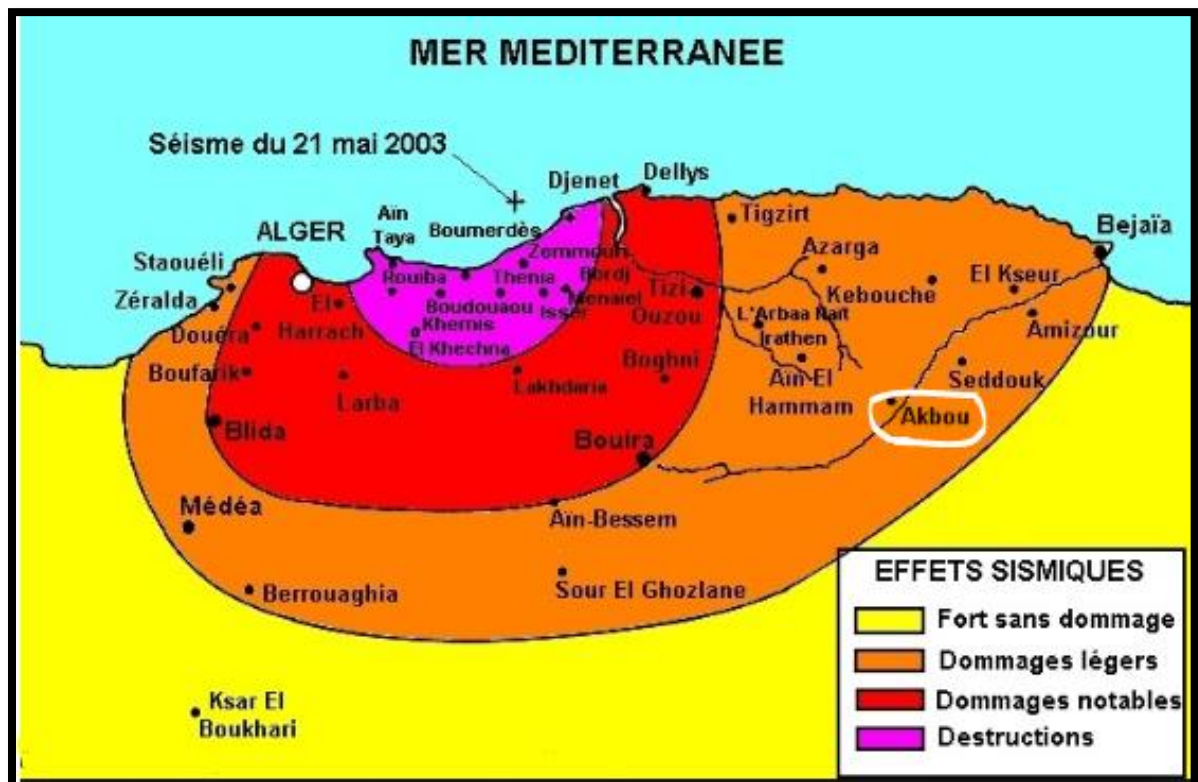 MER MEDITERRANEE
Séisme du 21 mai 2003
Djenet
Dellys
Tigzirt
Bejaïa
Aïn
Taya
Boumerdès
ALGER
Staouéli
Zéralda
Zemmouri
Rouiba
Thenia
Bordj
Menaiel
Azarga
El Kseur
Kebouche
Douéra
El
Harrach
Boudouaou
Isser
Tizi
Ouzou
L'Arbaa Nait
Irathen
Amizour
Khemis
El Khechna
Boufarik
Larba
Lakhdaria
Boghni
Aïn El
Hammam
Seddouk
Akbou
Blida
Bouira
Médéa
Aïn-Bessem
Berrouaghia
Sour El Ghozlane
Ksar El
Boukhari
EFFETS SISMIQUES
Fort sans dommage
Dommages légers
Dommages notables
Destructions